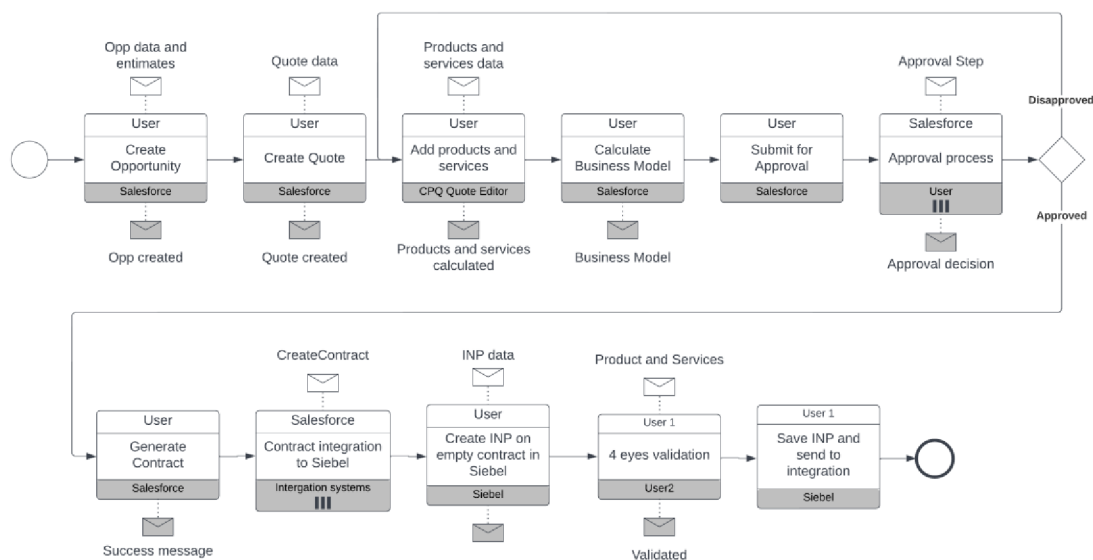 Opp data and
entimates
Quote data
Products and
services data
Approval Step
Disapproved
User
Create
Opportunity
Salesforce
User
Create Quote
Salesforce
User
Add products and
services
CPQ Quote Editor
User
Calculate
Business Model
Salesforce
User
Submit for
Approval
Salesforce
Salesforce
Approval process
User
Approved
Opp created
Quote created
Products and services
calculated
Business Model
Approval decision
CreateContract
INP data
Product and Services
User
Generate
Contract
Salesforce
Salesforce
Contract integration
to Siebel
Intergation systems
User
Create INP on
empty contract in
Siebel
Siebel
User 1
4 eyes validation
User2
User 1
Save INP and
send to
integration
Siebel
Success message
Validated